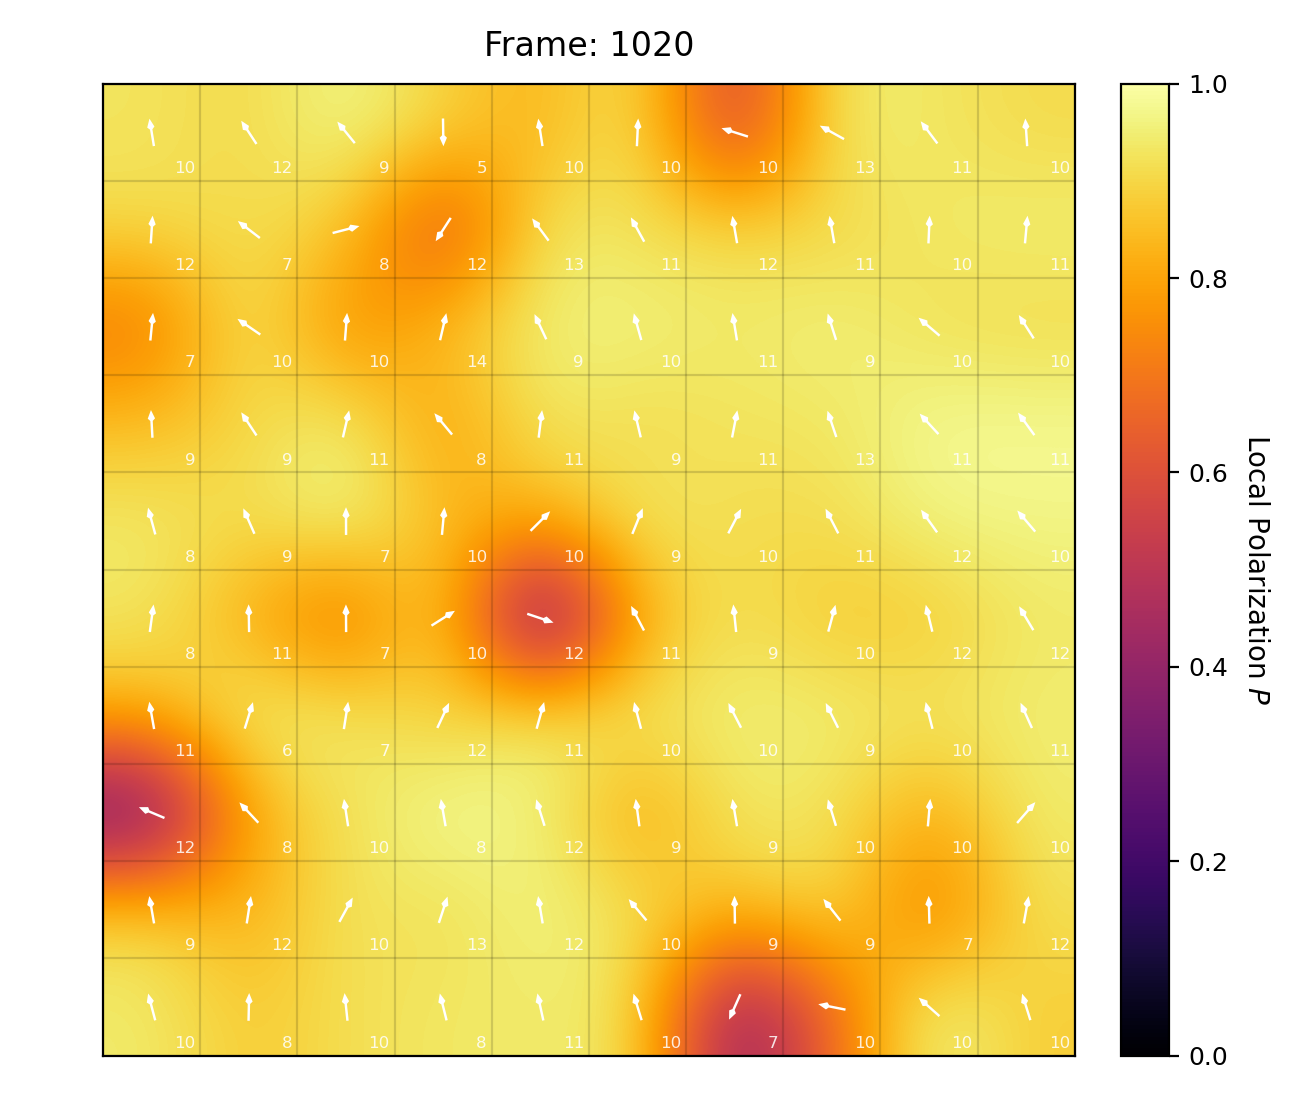 Frame: 1020
10 12 9 5 10 10 10 13 11 10
12 7 8 12 13 11 12 11 10 11
7 10 10 14 9 10 11 9 10 10
9 9 11 8 11 9 11 13 11 11
8 9 7 10 10 9 10 11 12 10
8 11 7 10 12 11 9 10 12 12
11 6 7 12 11 10 10 9 10 11
12 8 10 8 12 9 9 10 10 10
9 12 10 13 12 10 9 9 7 12
10 8 10 8 11 10 7 10 10 10
1.0
0.8
0.6
0.4
0.2
0.0
Local Polarization P